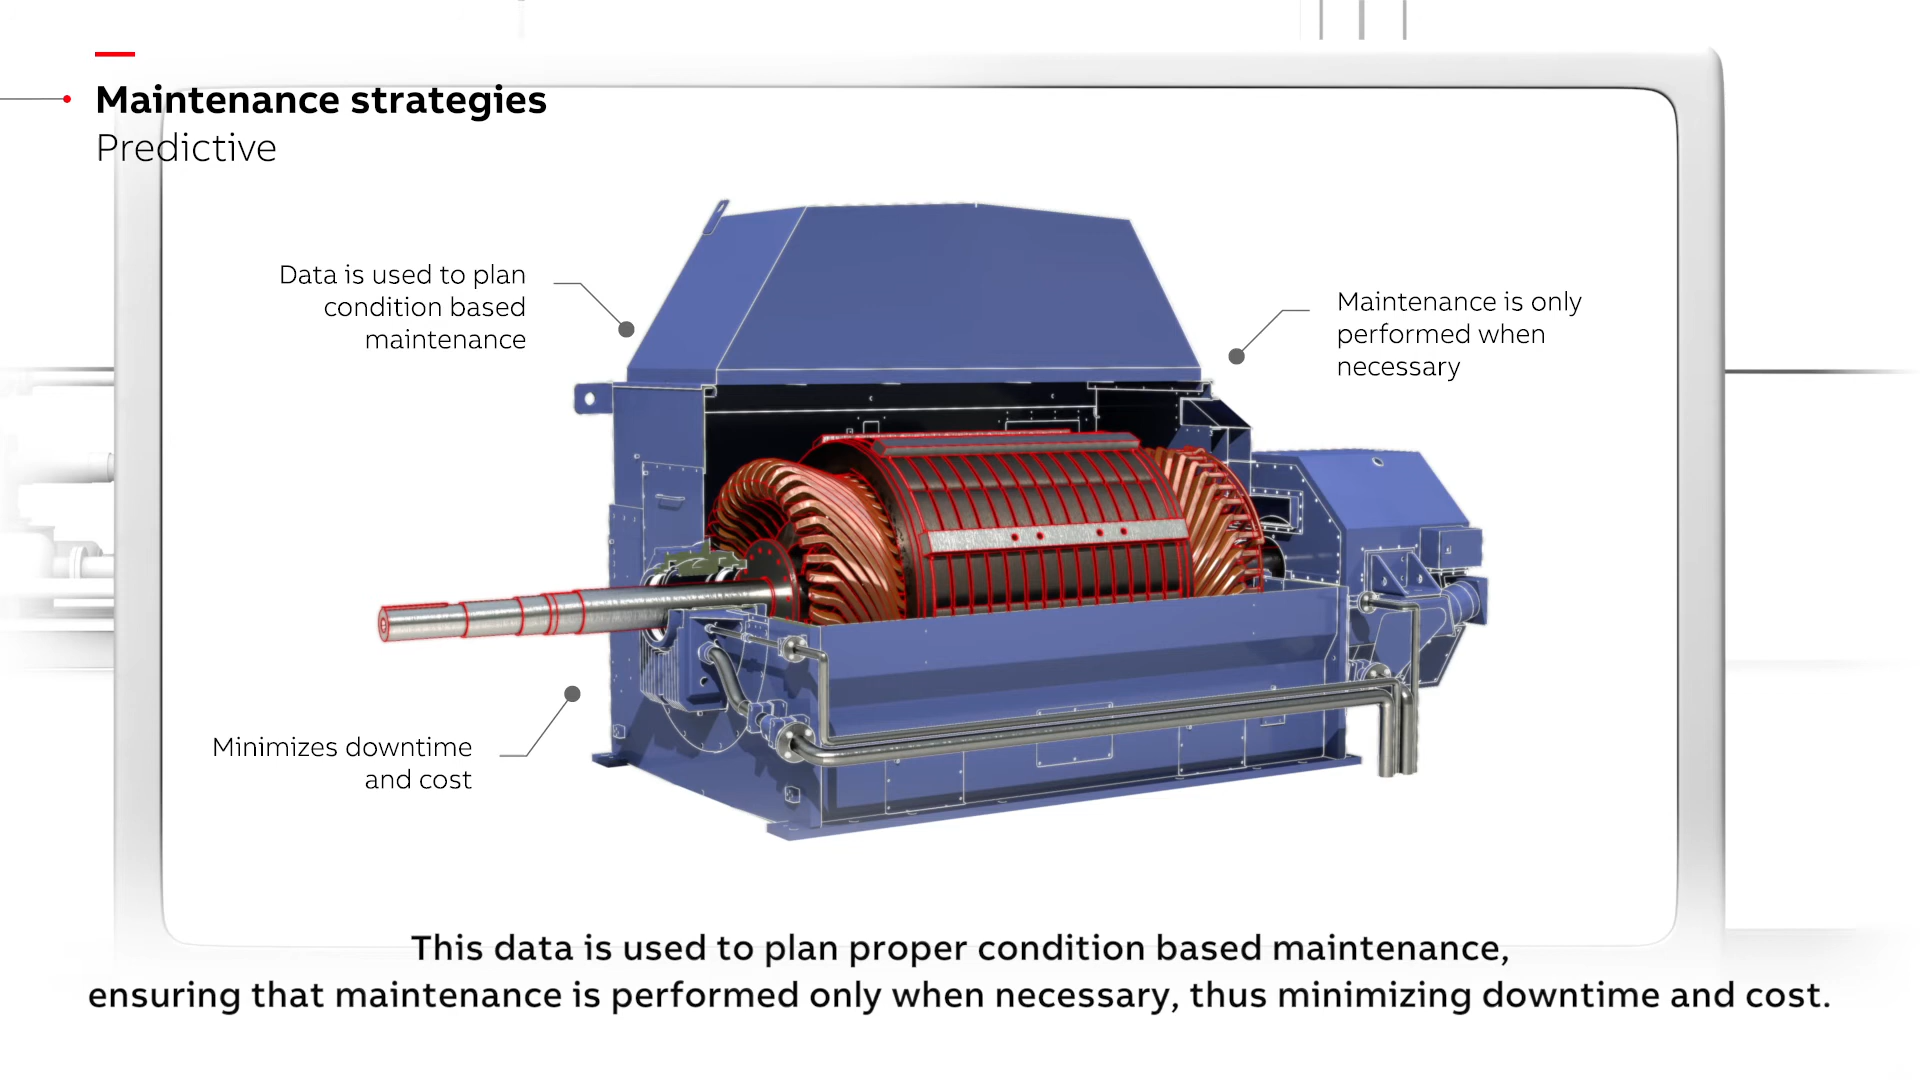 Maintenance strategies
Predictive
Data is used to plan
condition based
maintenance
Maintenance is only
performed when
necessary
Minimizes downtime
and cost
This data is used to plan proper condition based maintenance,
ensuring that maintenance is performed only when necessary, thus minimizing downtime and cost.